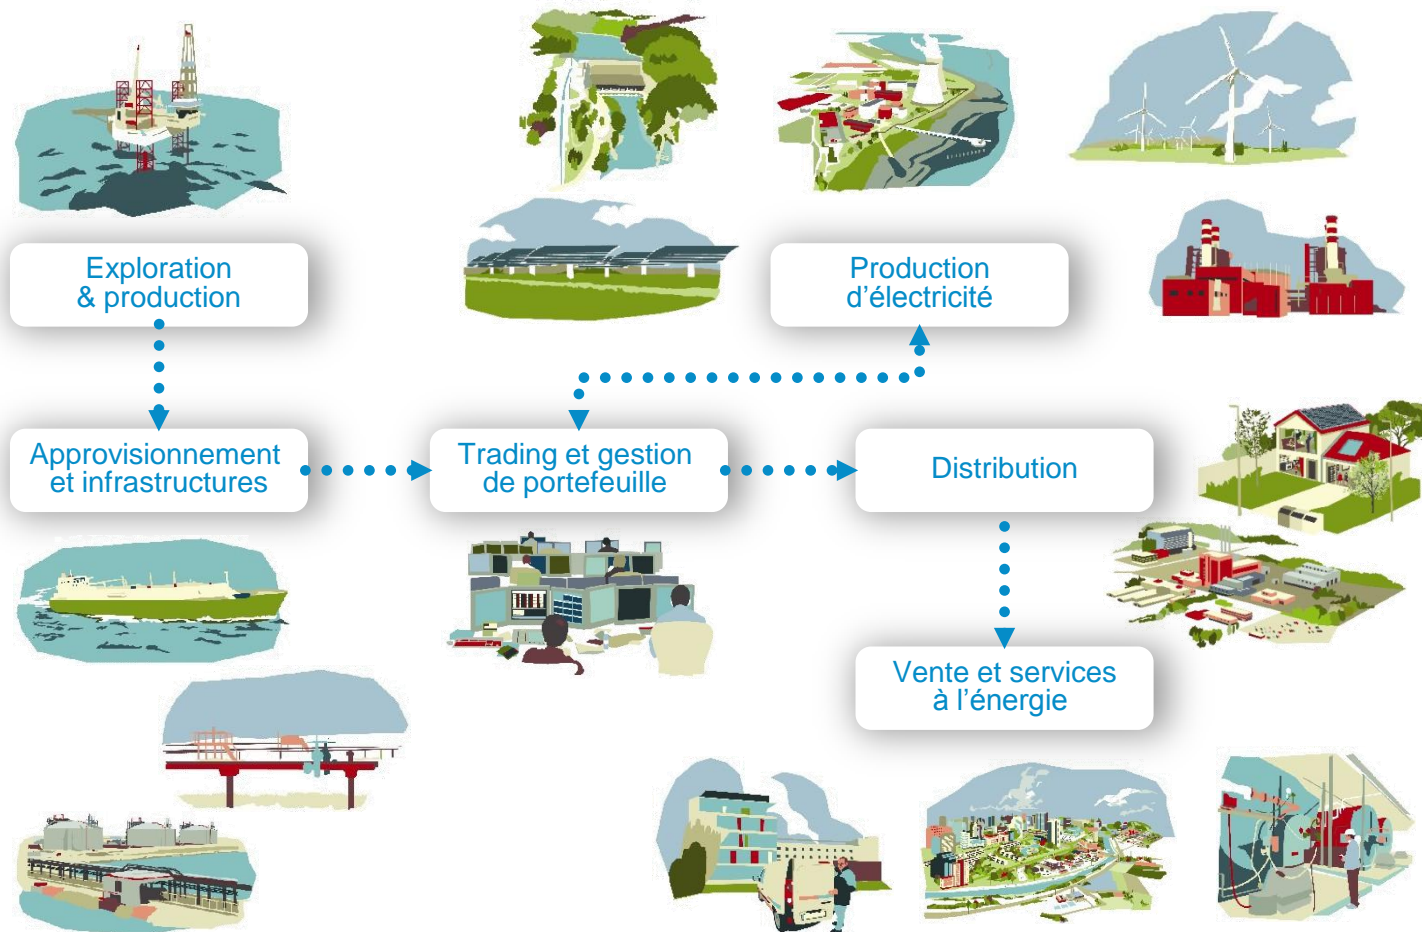 Exploration
& production
Production
d’électricité
Approvisionnement
et infrastructures
Trading et gestion
de portefeuille
Distribution
Vente et services
à l’énergie